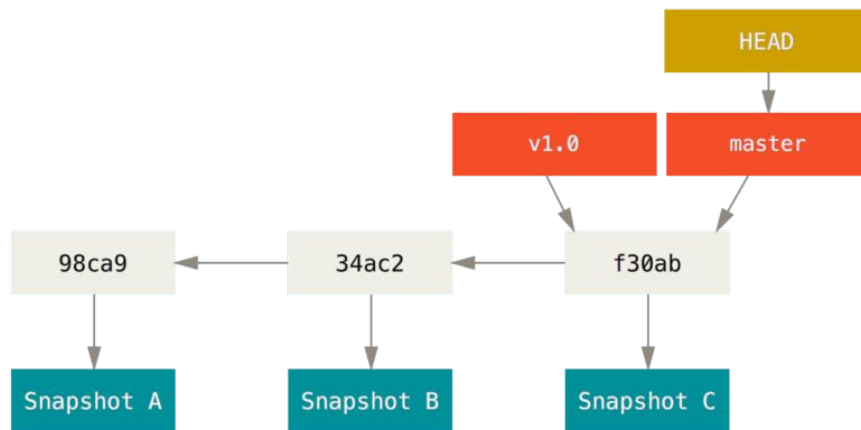 HEAD
v1.0
master
98ca9
34ac2
f30ab
Snapshot A
Snapshot B
Snapshot C